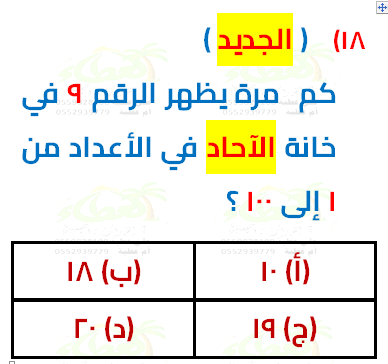 ١٨) ( الجديد )
كم مرة يظهر الرقم ٩ في
خانة الآحاد في الأعداد من
١ إلى ١٠٠ ؟
(أ) ١٠ (ب) ١٨
(ج) ١٩ (د) ٢٠